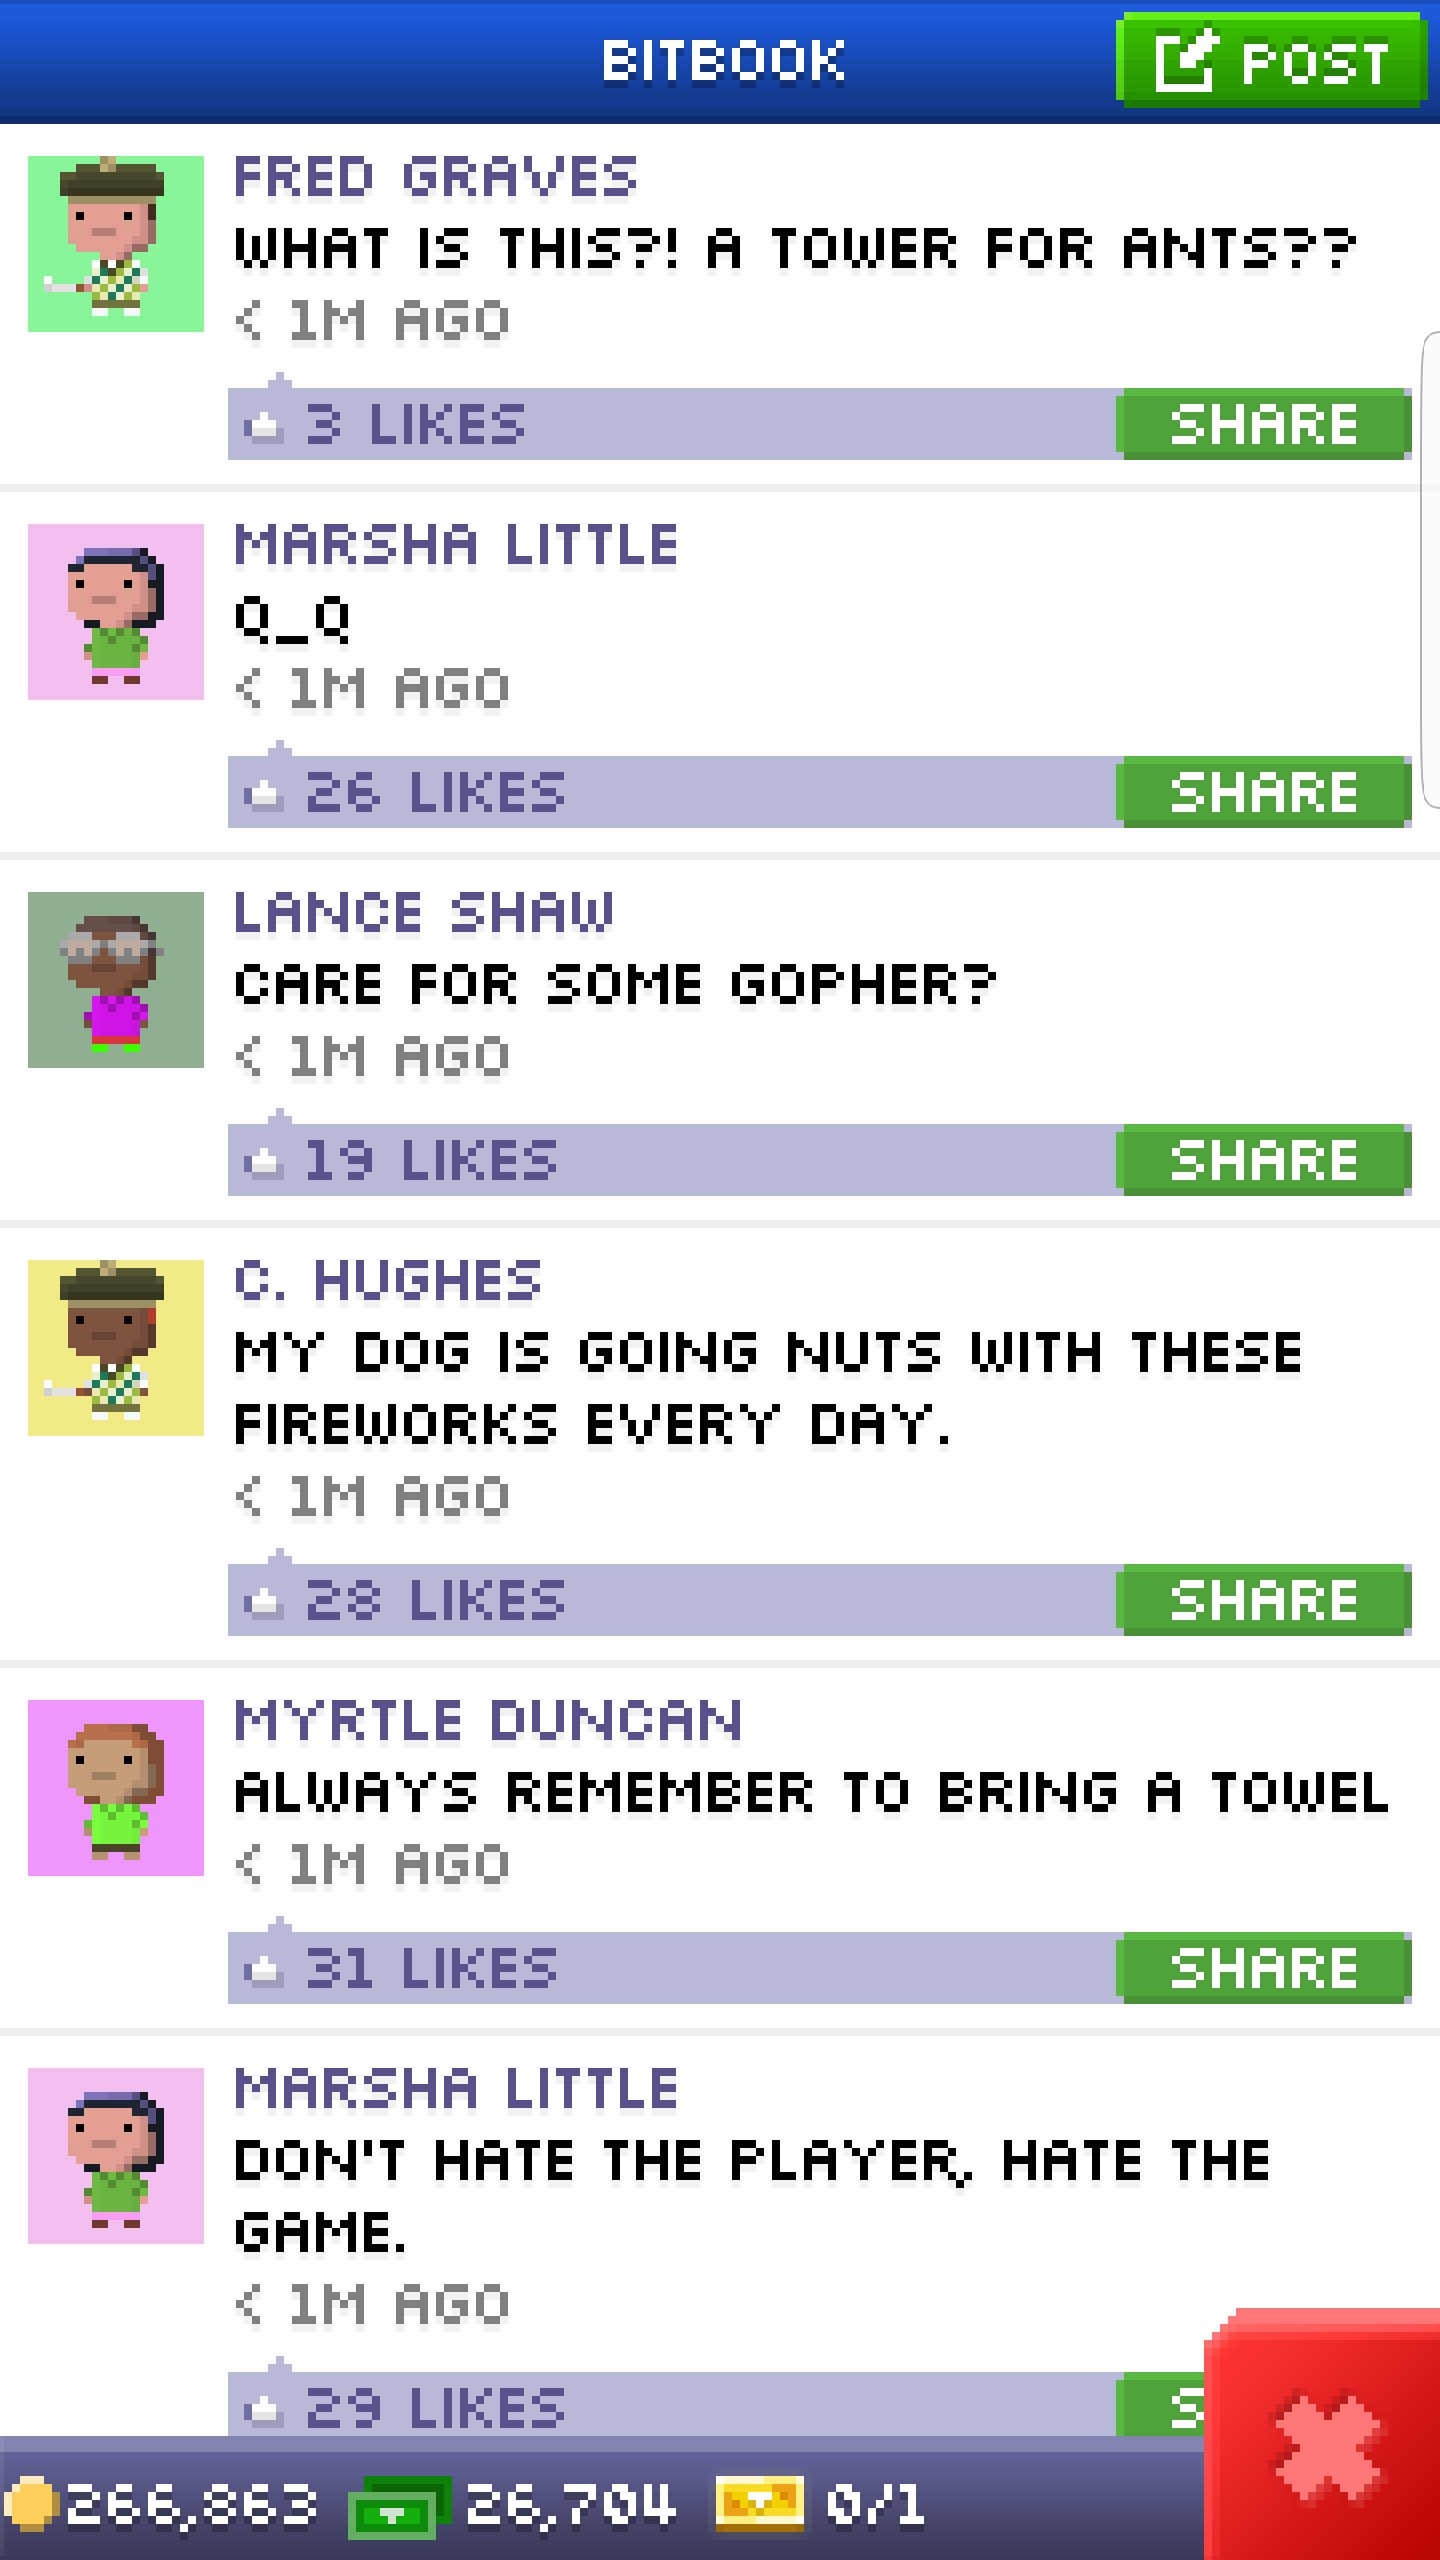 BITBOOK
POST
FRED GRAVES
WHAT IS THIS?! A TOWER FOR ANTS??
< 1M AGO
3 LIKES
SHARE
MARSHA LITTLE
Q_Q
< 1M AGO
26 LIKES
SHARE
LANCE SHAW
CARE FOR SOME GOPHER?
< 1M AGO
19 LIKES
SHARE
C. HUGHES
MY DOG IS GOING NUTS WITH THESE
FIREWORKS EVERY DAY.
< 1M AGO
28 LIKES
SHARE
MYRTLE DUNCAN
ALWAYS REMEMBER TO BRING A TOWEL
< 1M AGO
31 LIKES
SHARE
MARSHA LITTLE
DON'T HATE THE PLAYER, HATE THE
GAME.
< 1M AGO
29 LIKES
S
266,863
26,704
0/1